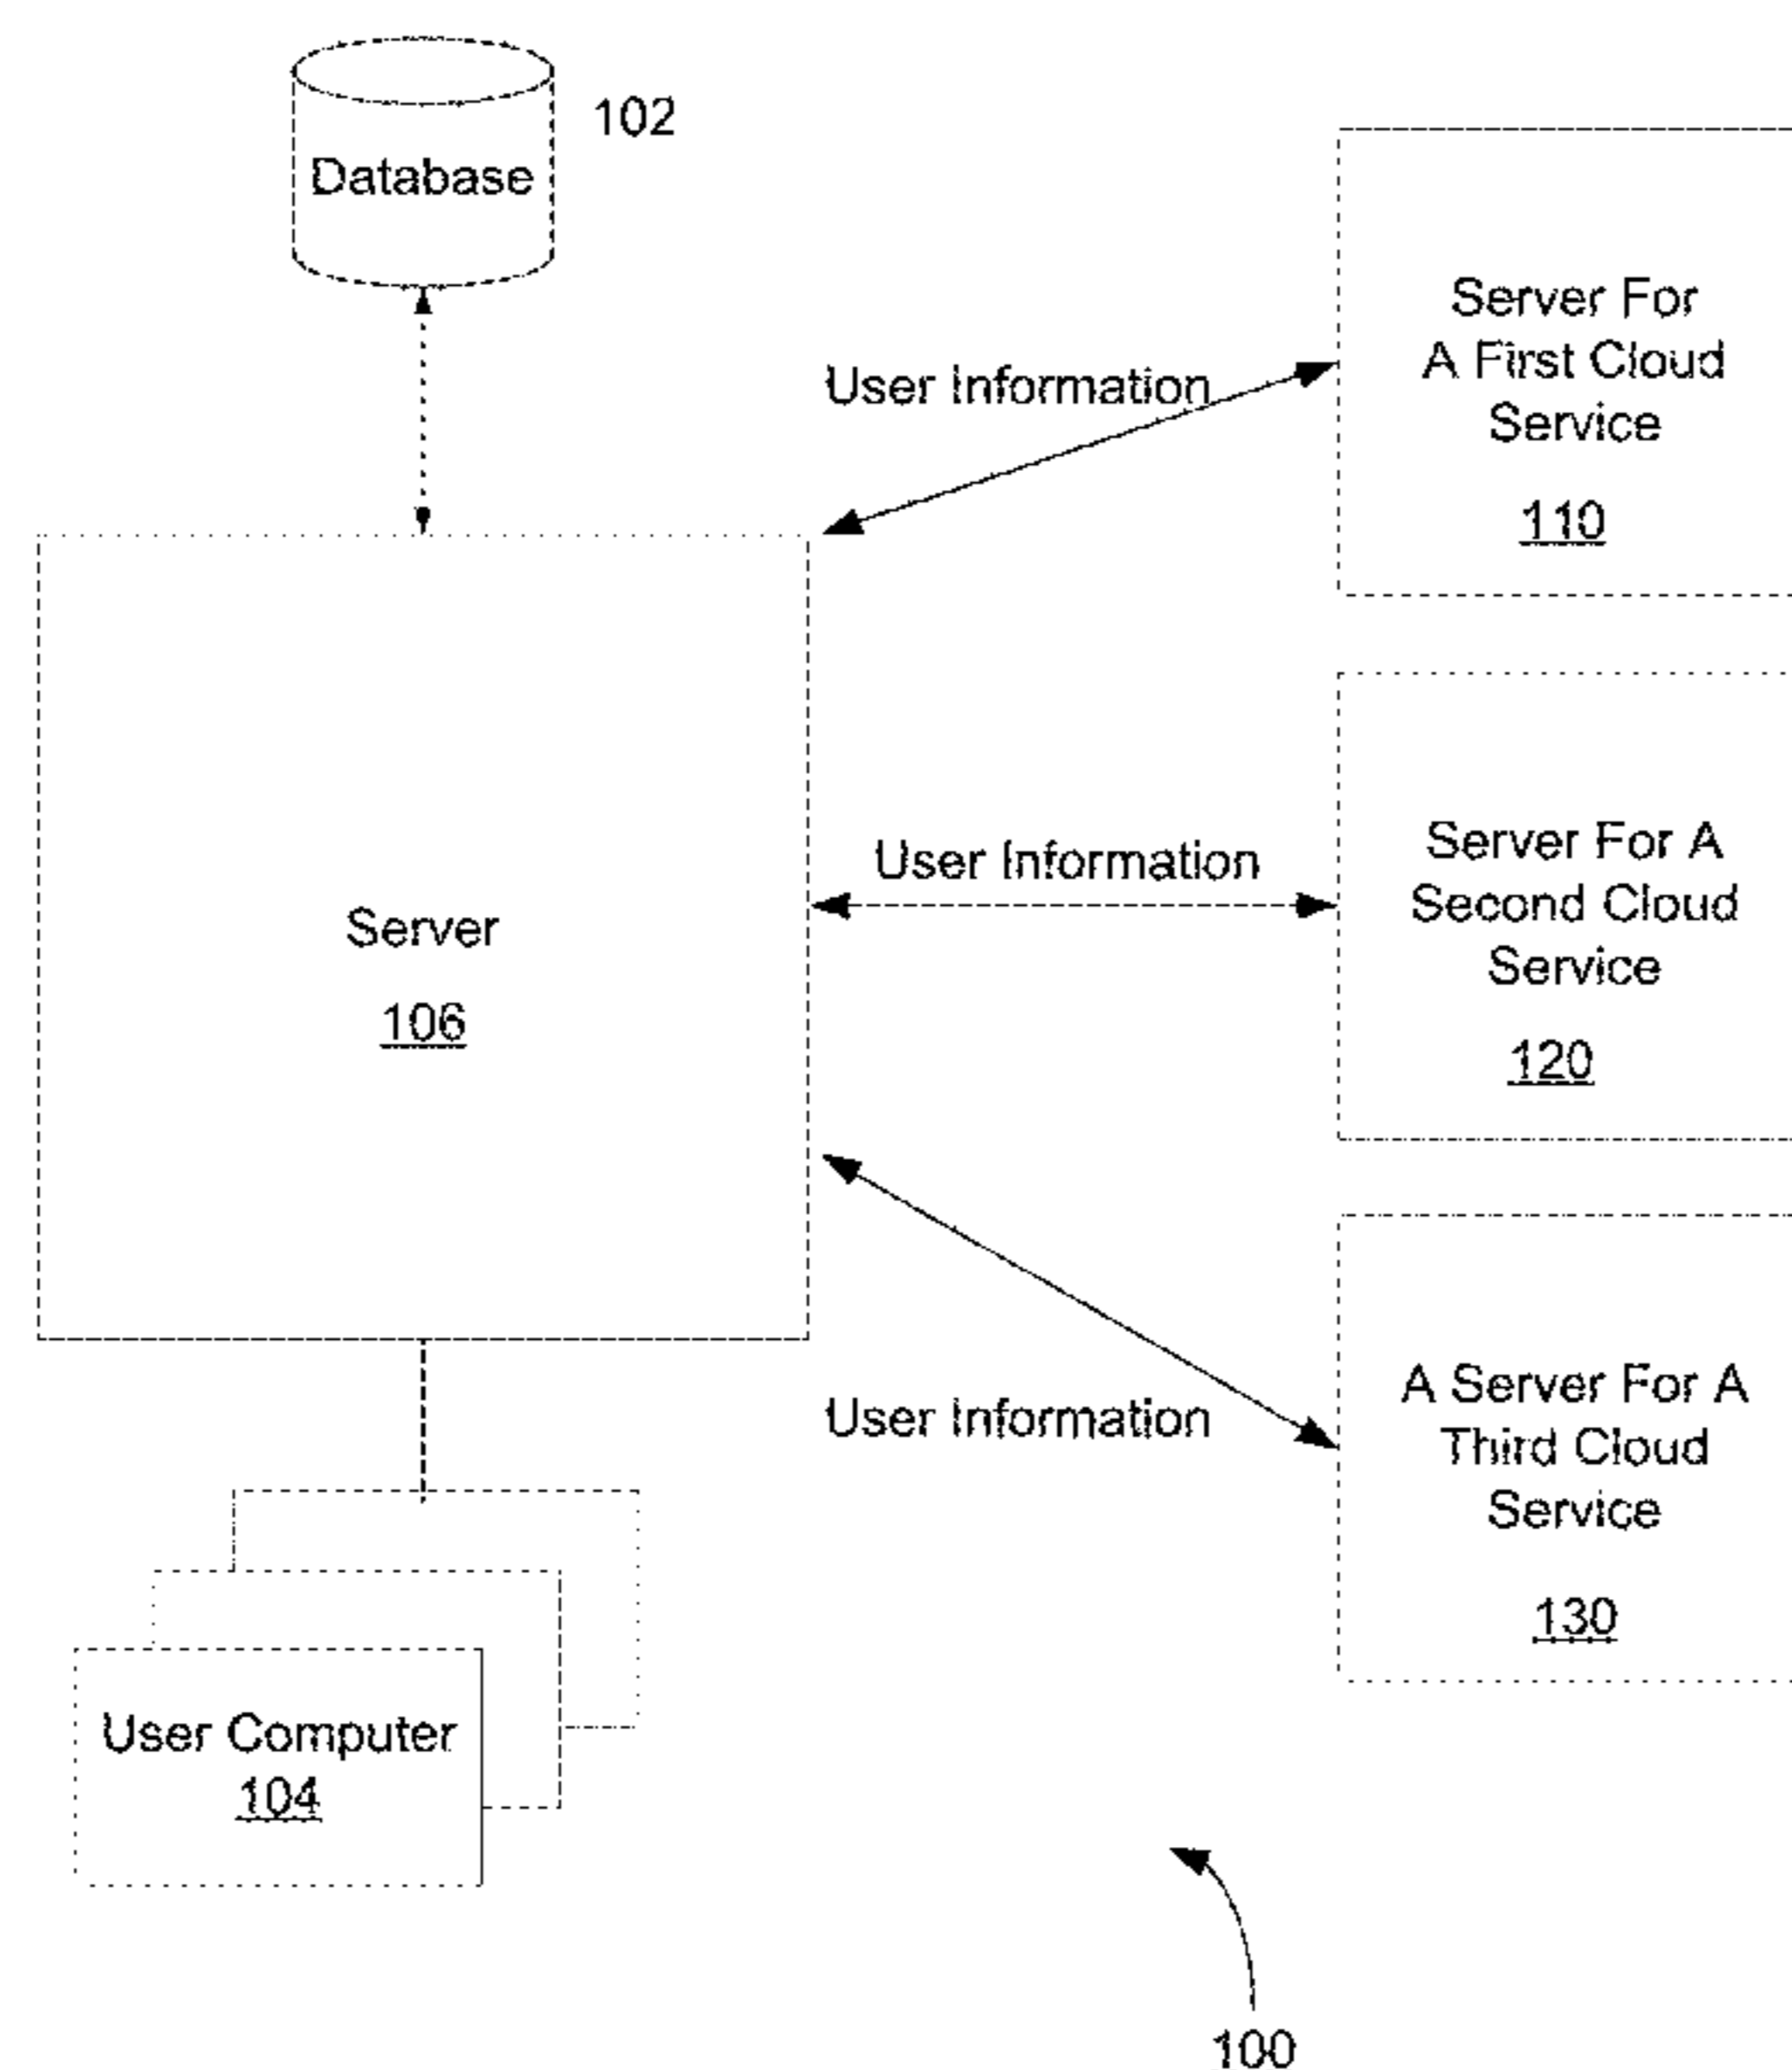 102
Database
Server For
A First Cloud
Service
110
User Information
Server
106
User Information
Server For A
Second Cloud
Service
120
User Information
A Server For A
Third Cloud
Service
130
User Computer
104
100